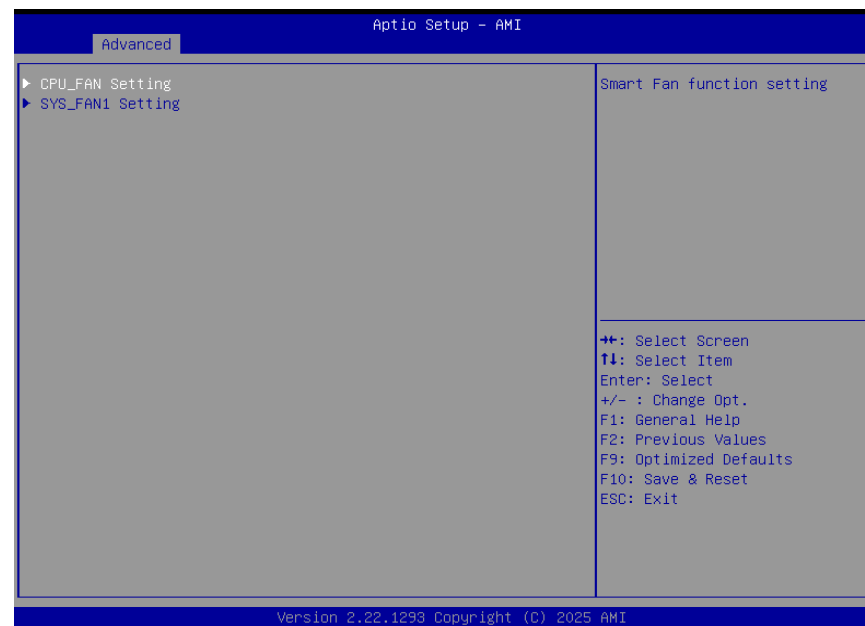 Aptio Setup – AMI
Advanced
▶ CPU_FAN Setting
▶ SYS_FAN1 Setting
Smart Fan function setting
→←: Select Screen
↑↓: Select Item
Enter: Select
+/- : Change Opt.
F1: General Help
F2: Previous Values
F9: Optimized Defaults
F10: Save & Reset
ESC: Exit
Version 2.22.1293 Copyright (C) 2025 AMI